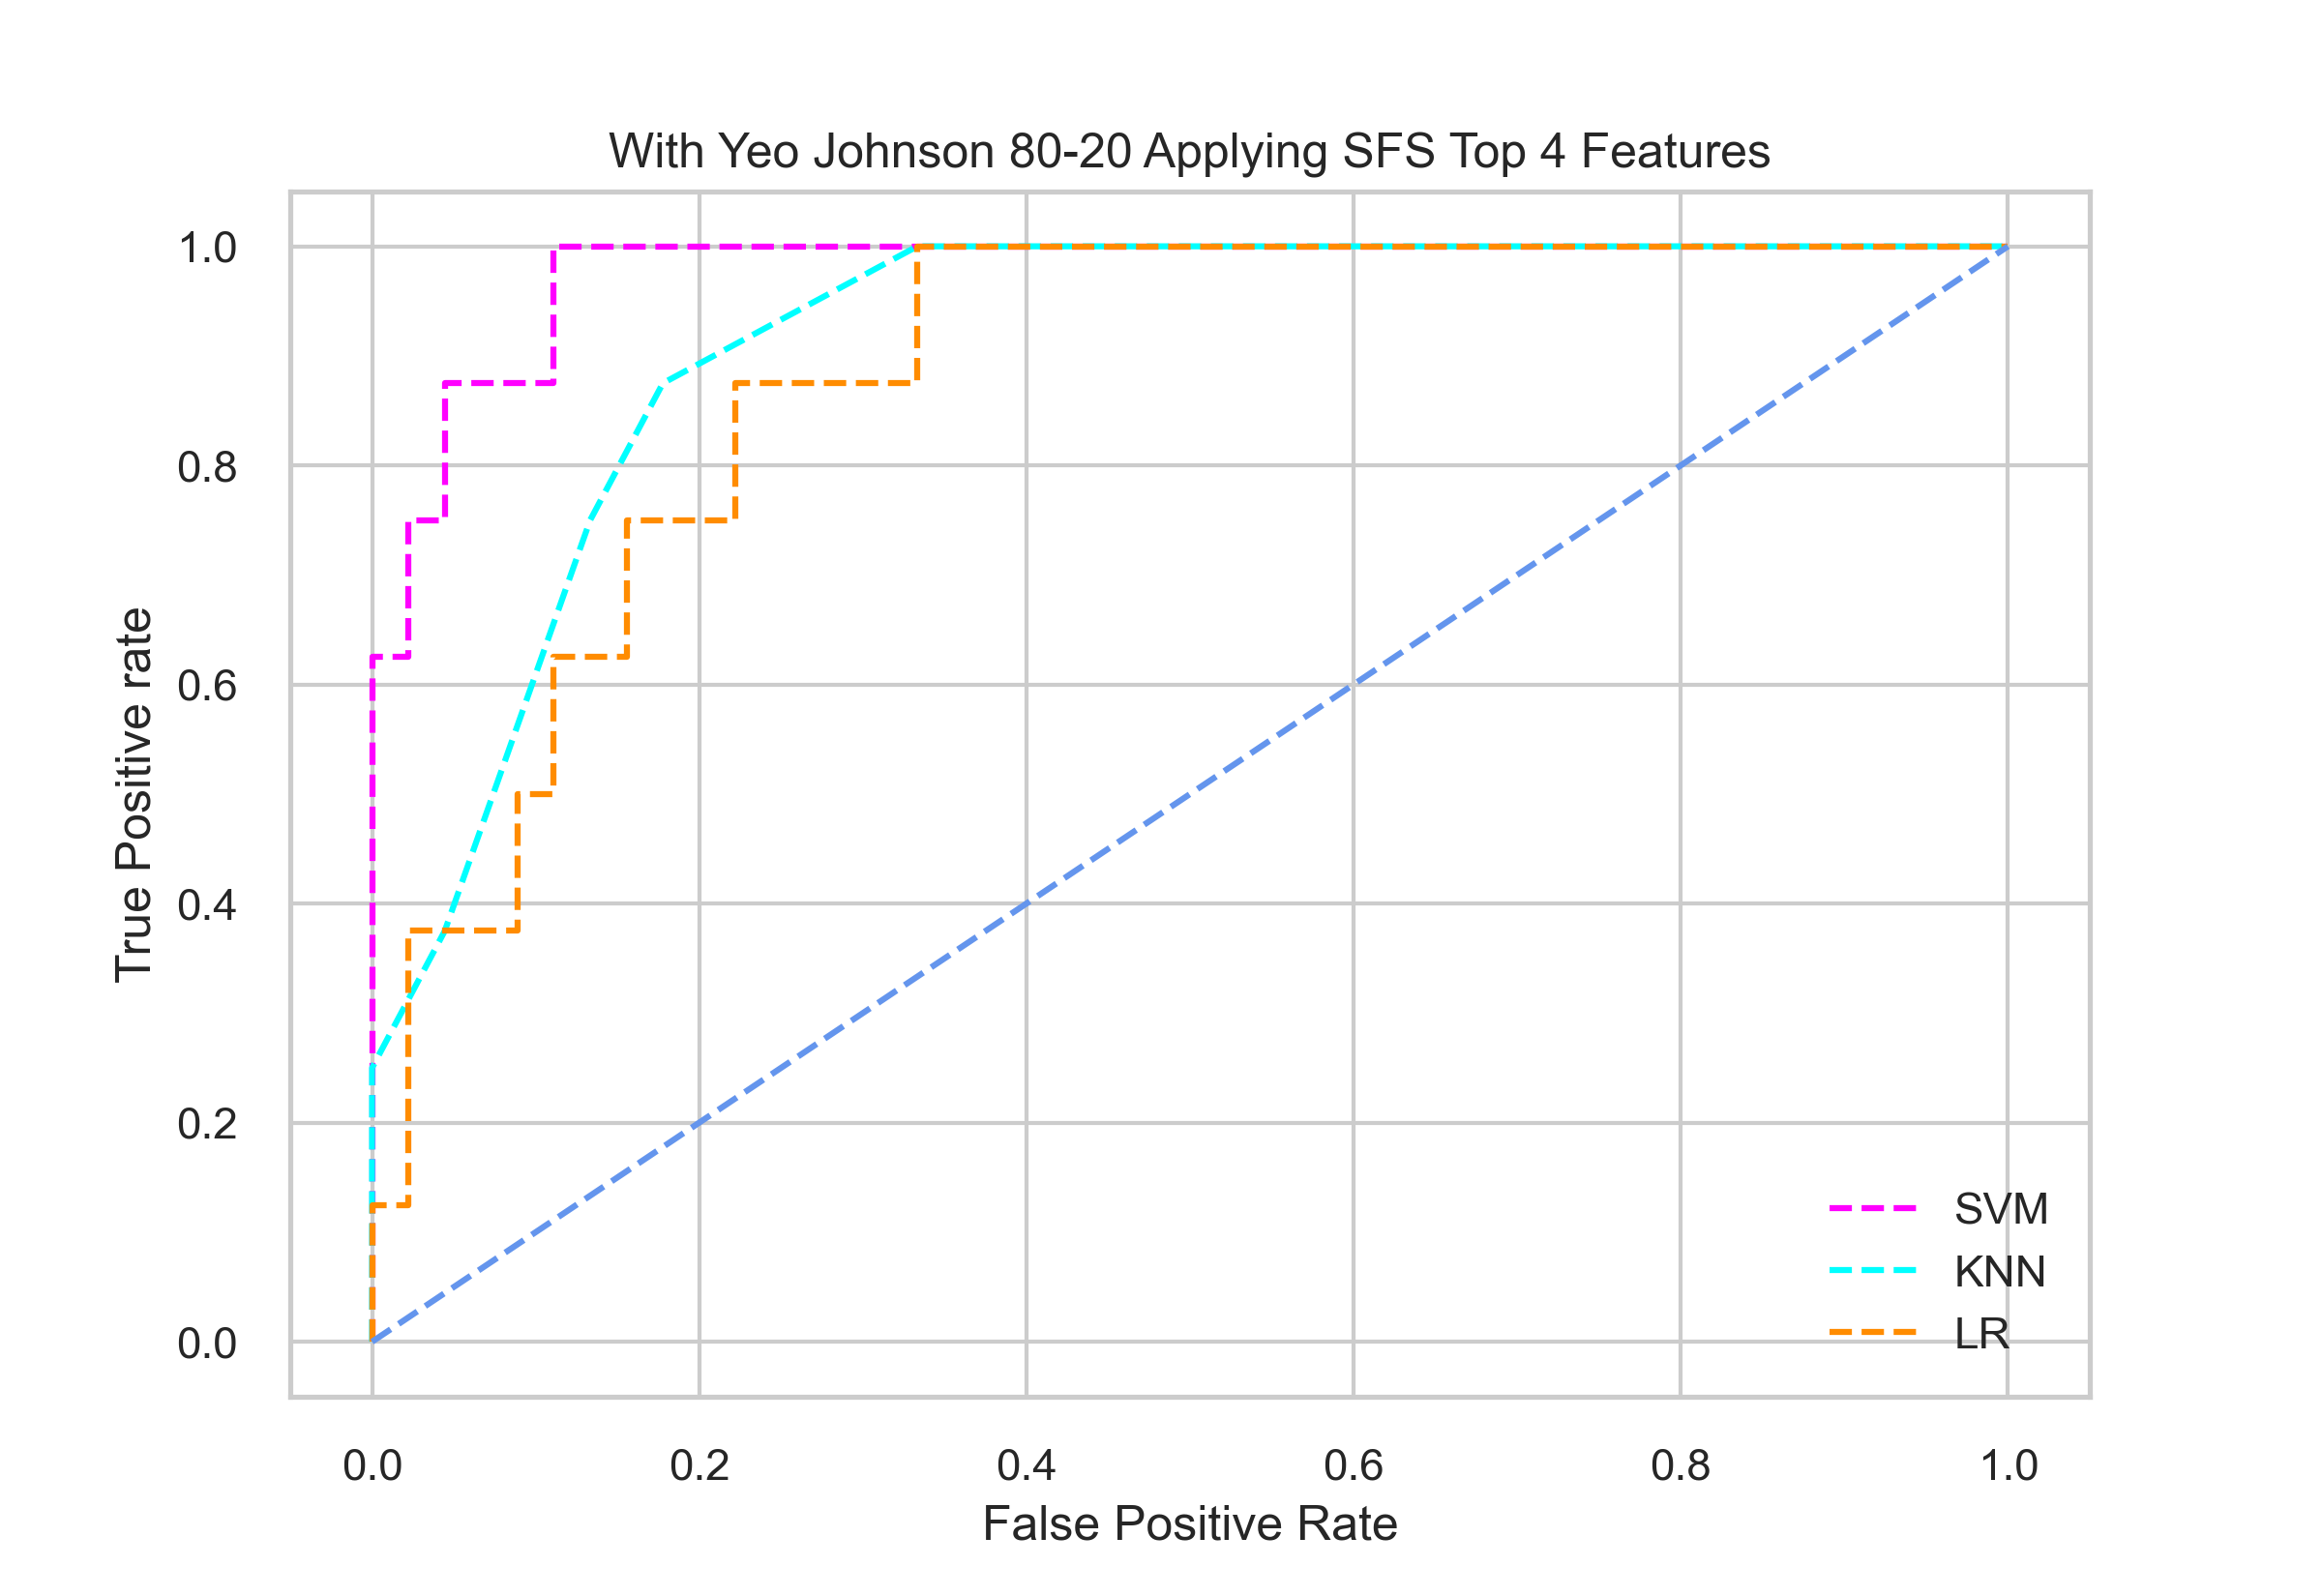 With Yeo Johnson 80-20 Applying SFS Top 4 Features
1.0
0.8
0.6
0.4
0.2
0.0
True Positive rate
SVM
KNN
LR
0.0 0.2 0.4 0.6 0.8 1.0
False Positive Rate